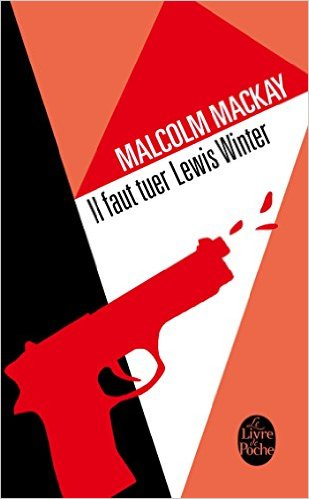 MALCOLM MACKAY
Il faut tuer Lewis Winter
Le
Livre
de
Poche